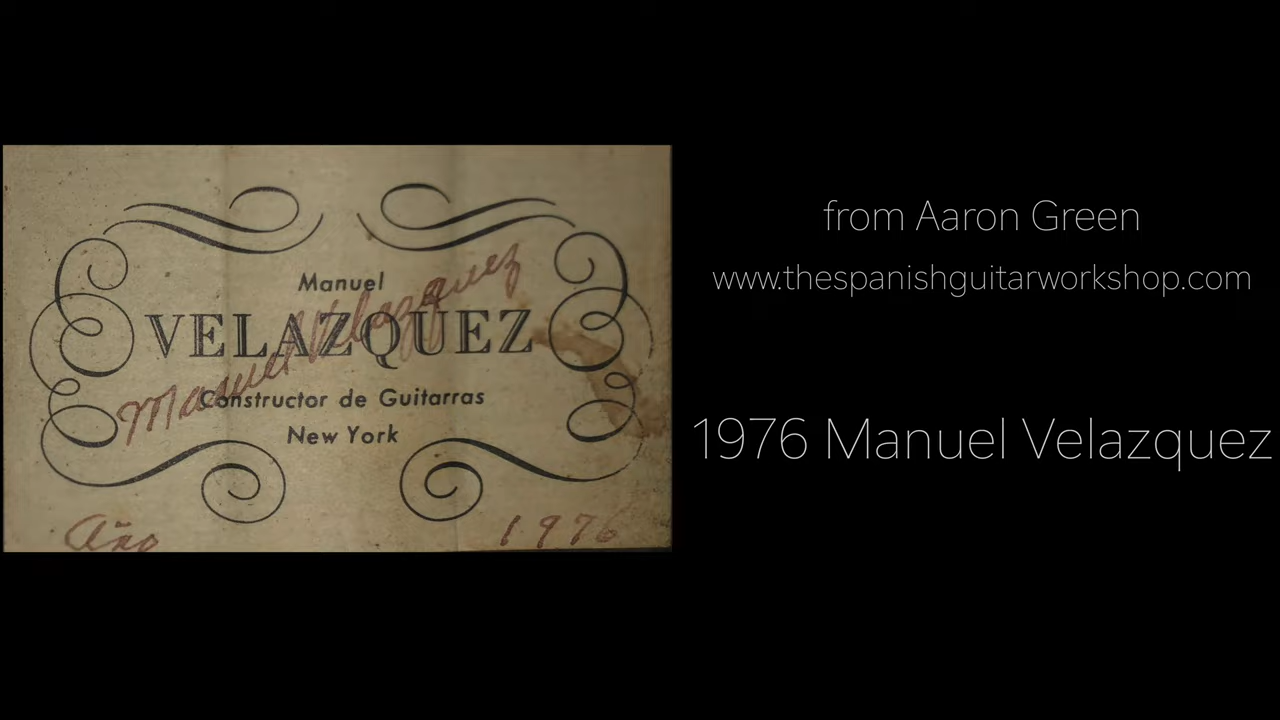 Manuel
VELAZQUEZ
Manuel Velazquez
Constructor de Guitarras
New York
Año 1976
from Aaron Green
www.thespanishguitarworkshop.com
1976 Manuel Velazquez